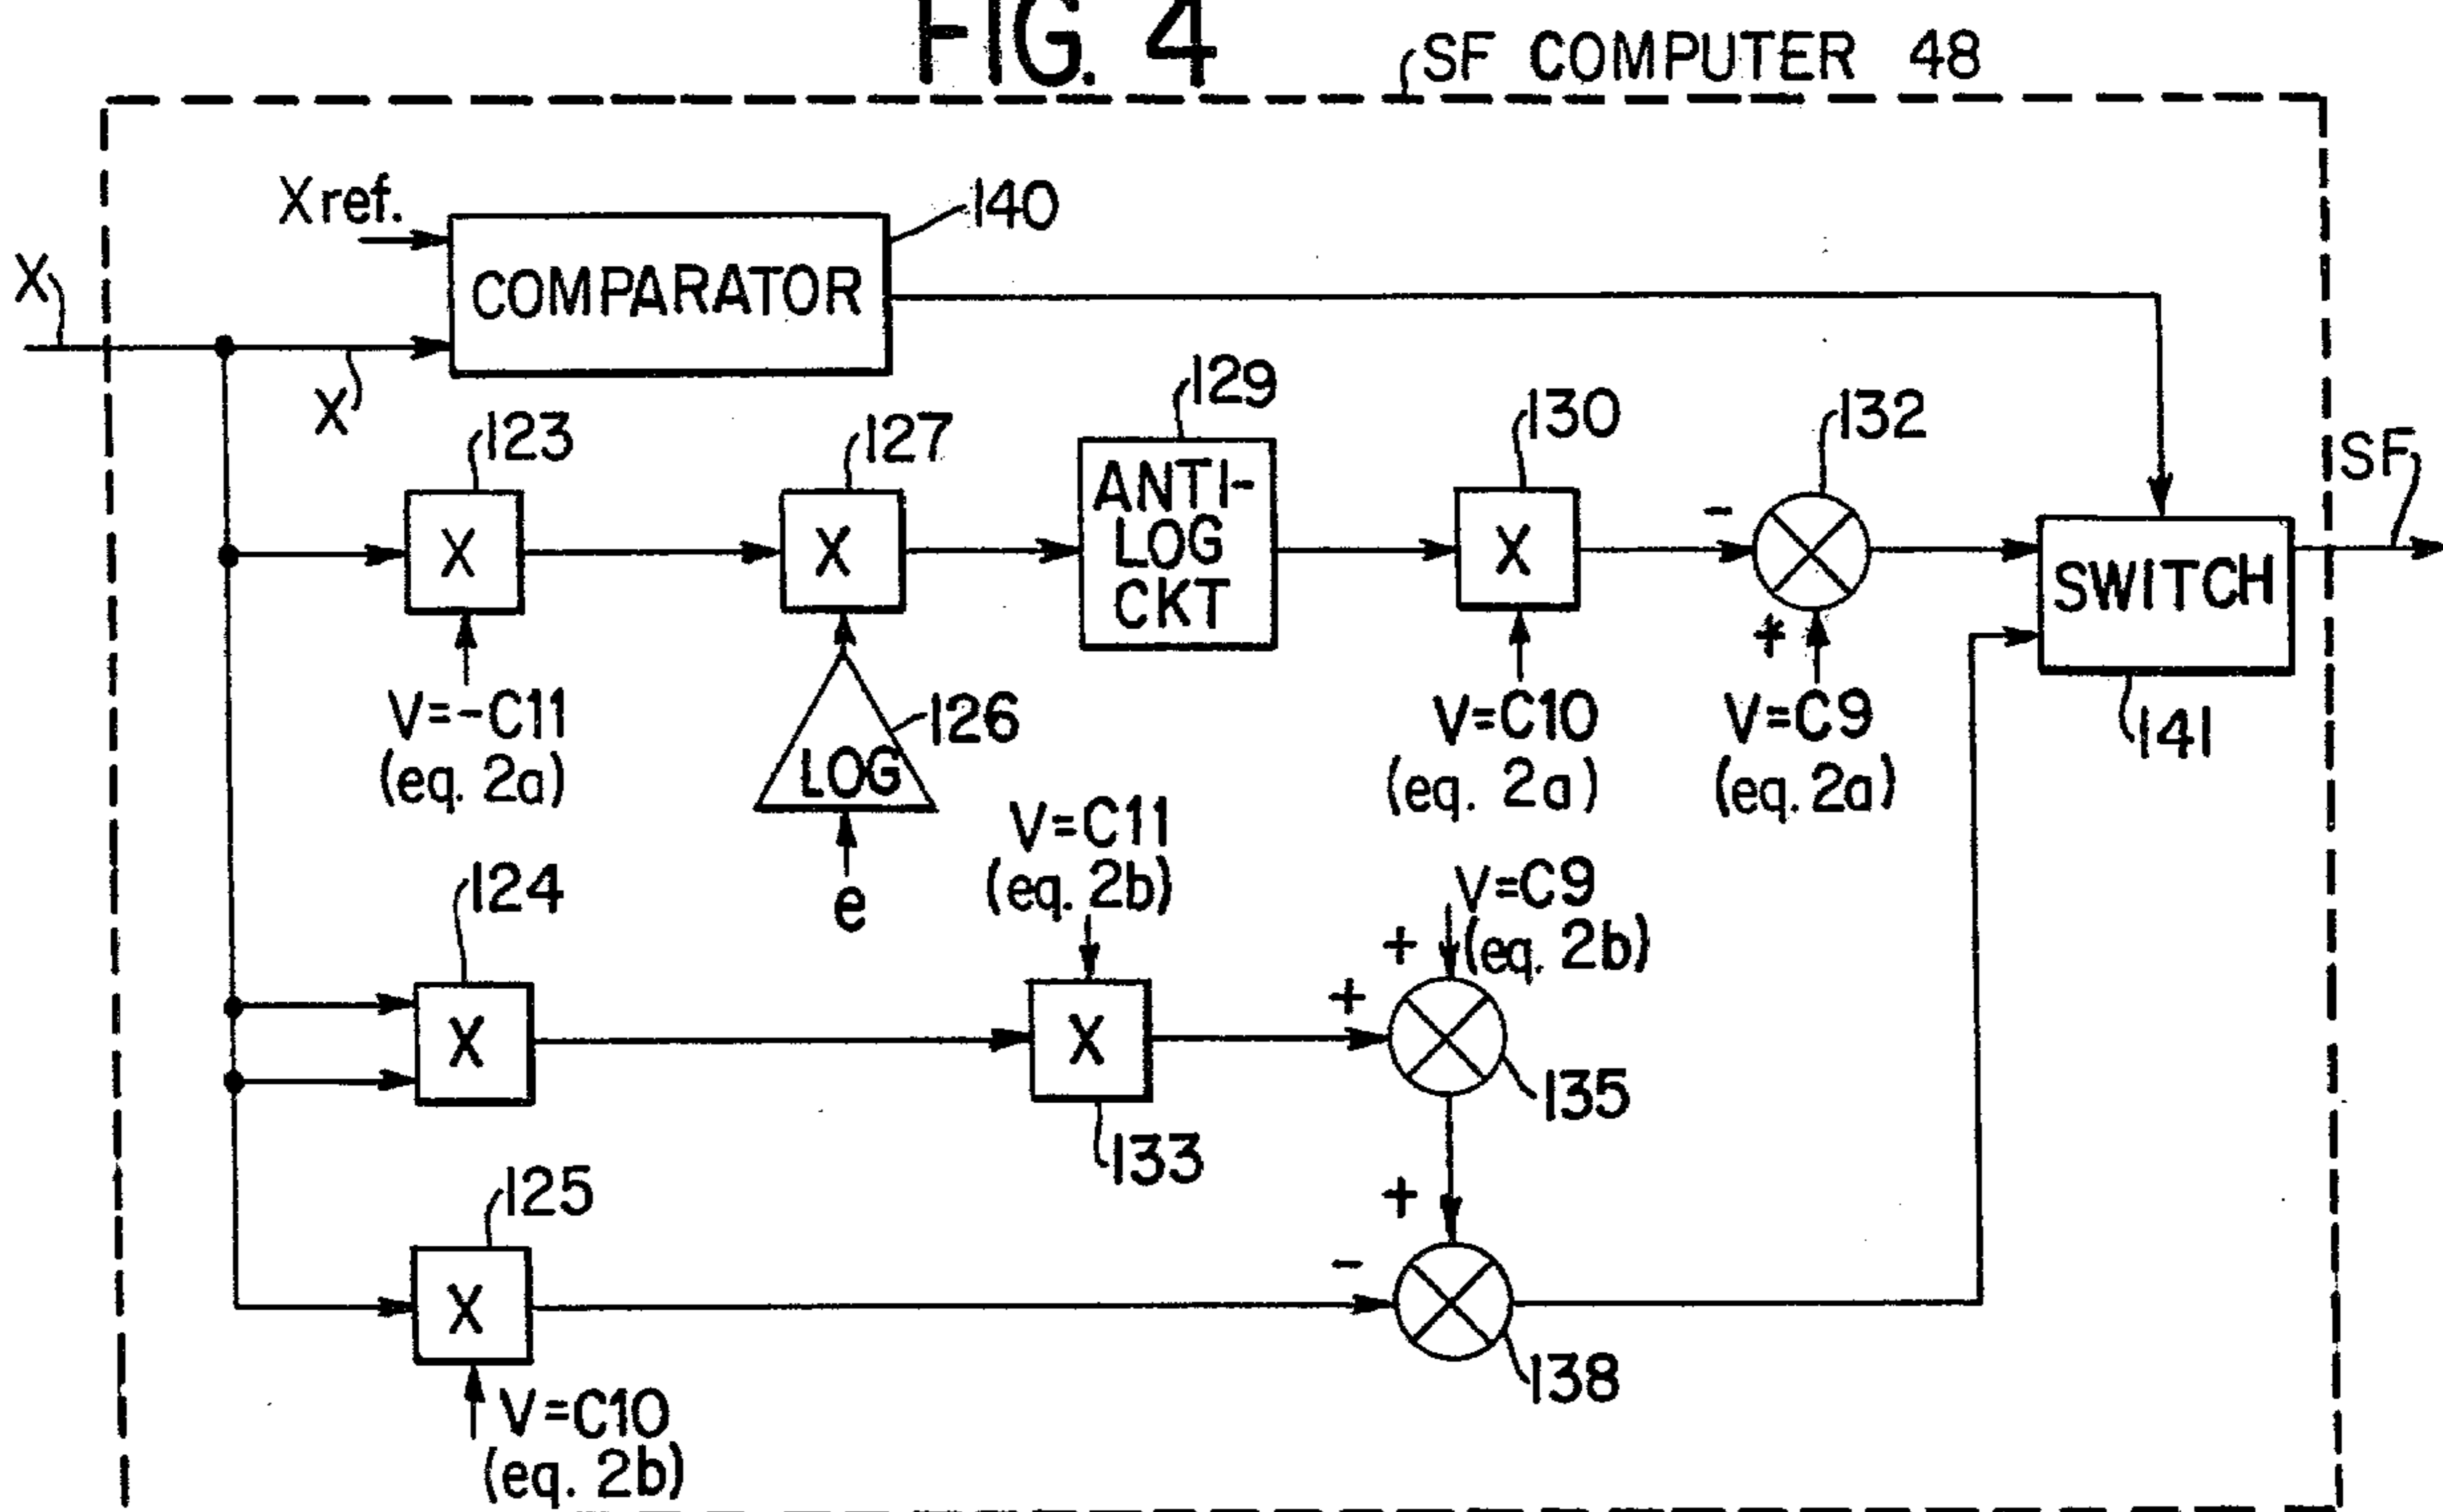 FIG. 4
SF COMPUTER 48
Xref.
140
X
COMPARATOR
X
123
127
129
130
132
SF
X
X
ANTI-
LOG
CKT
X
SWITCH
V=-C11
(eq. 2a)
126
LOG
e
V=C10
(eq. 2a)
V=C9
(eq. 2a)
141
124
V=C11
(eq. 2b)
V=C9
(eq. 2b)
+
+
-
+
X
X
135
133
125
+
-
X
138
V=C10
(eq. 2b)